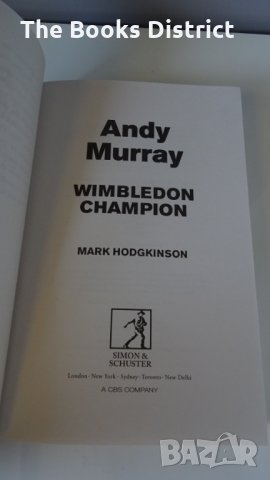 The Books District
Andy
Murray
WIMBLEDON
CHAMPION
MARK HODGKINSON
SIMON &
SCHUSTER
London · New York · Sydney · Toronto · New Delhi
A CBS COMPANY
BAZAR